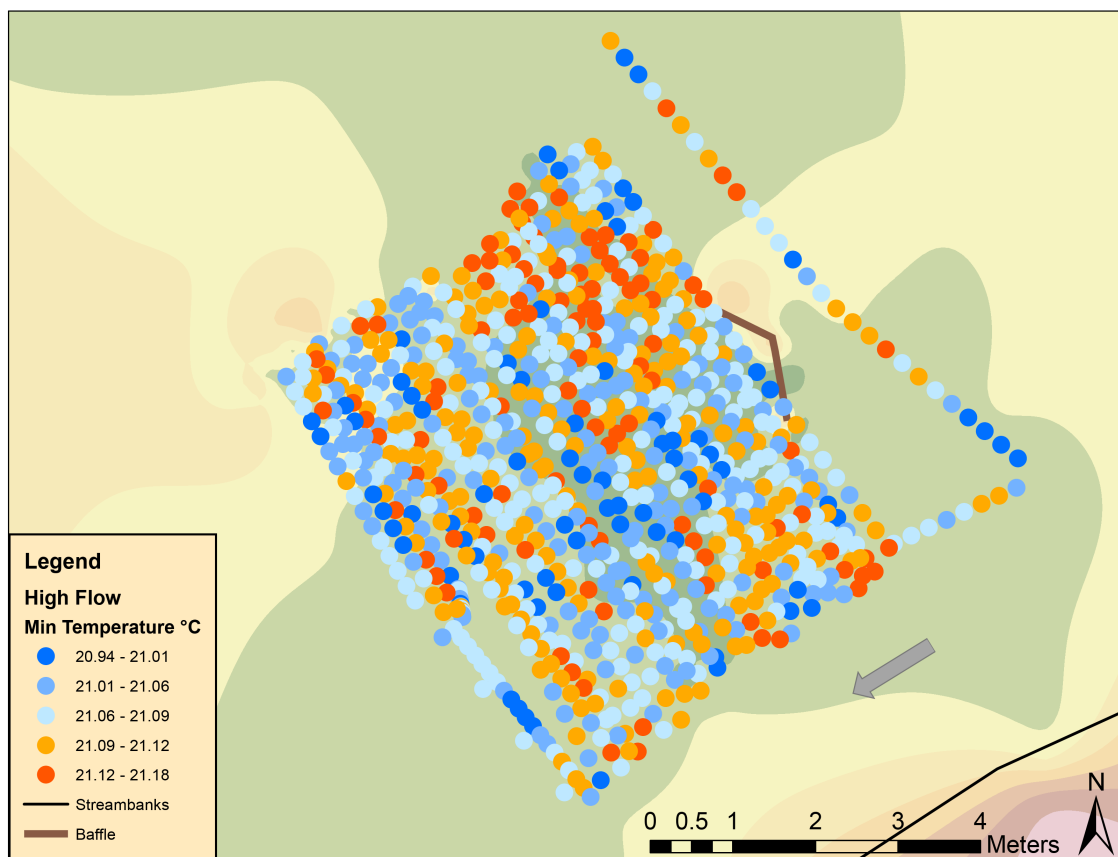 Legend
High Flow
Min Temperature °C
20.94 - 21.01
21.01 - 21.06
21.06 - 21.09
21.09 - 21.12
21.12 - 21.18
Streambanks
Baffle
0 0.5 1 2 3 4
Meters
N